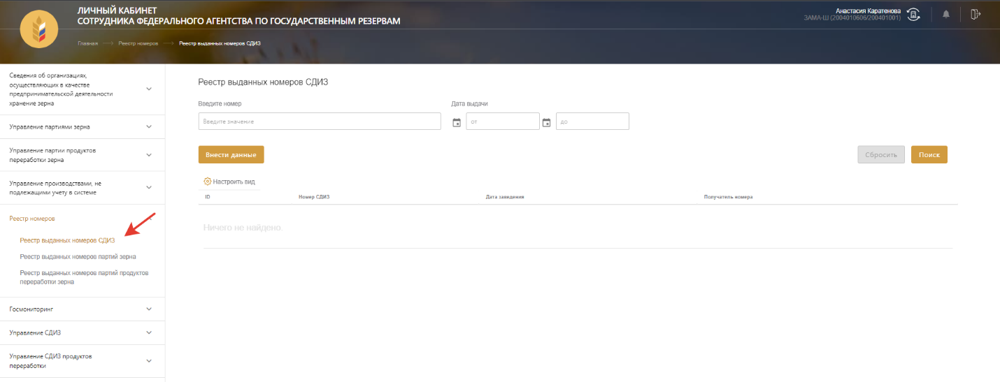 ЛИЧНЫЙ КАБИНЕТ
СОТРУДНИКА ФЕДЕРАЛЬНОГО АГЕНТСТВА ПО ГОСУДАРСТВЕННЫМ РЕЗЕРВАМ
Анастасия Каратенова
ЗАМА-Ш (2004010606/200401001)
Главная Реестр номеров Реестр выданных номеров СДИЗ
Сведения об организациях,
осуществляющих в качестве
предпринимательской деятельности
хранение зерна
Управление партиями зерна
Управление партии продуктов
переработки зерна
Управление производствами, не
подлежащими учету в системе
Реестр номеров
Реестр выданных номеров СДИЗ
Реестр выданных номеров партий зерна
Реестр выданных номеров партий продуктов
переработки зерна
Госмониторинг
Управление СДИЗ
Управление СДИЗ продуктов
переработки
Реестр выданных номеров СДИЗ
Введите номер Дата выдачи
Введите значение от до
Внести данные Сбросить Поиск
Настроить вид
ID Номер СДИЗ Дата заведения Получатель номера
Ничего не найдено.